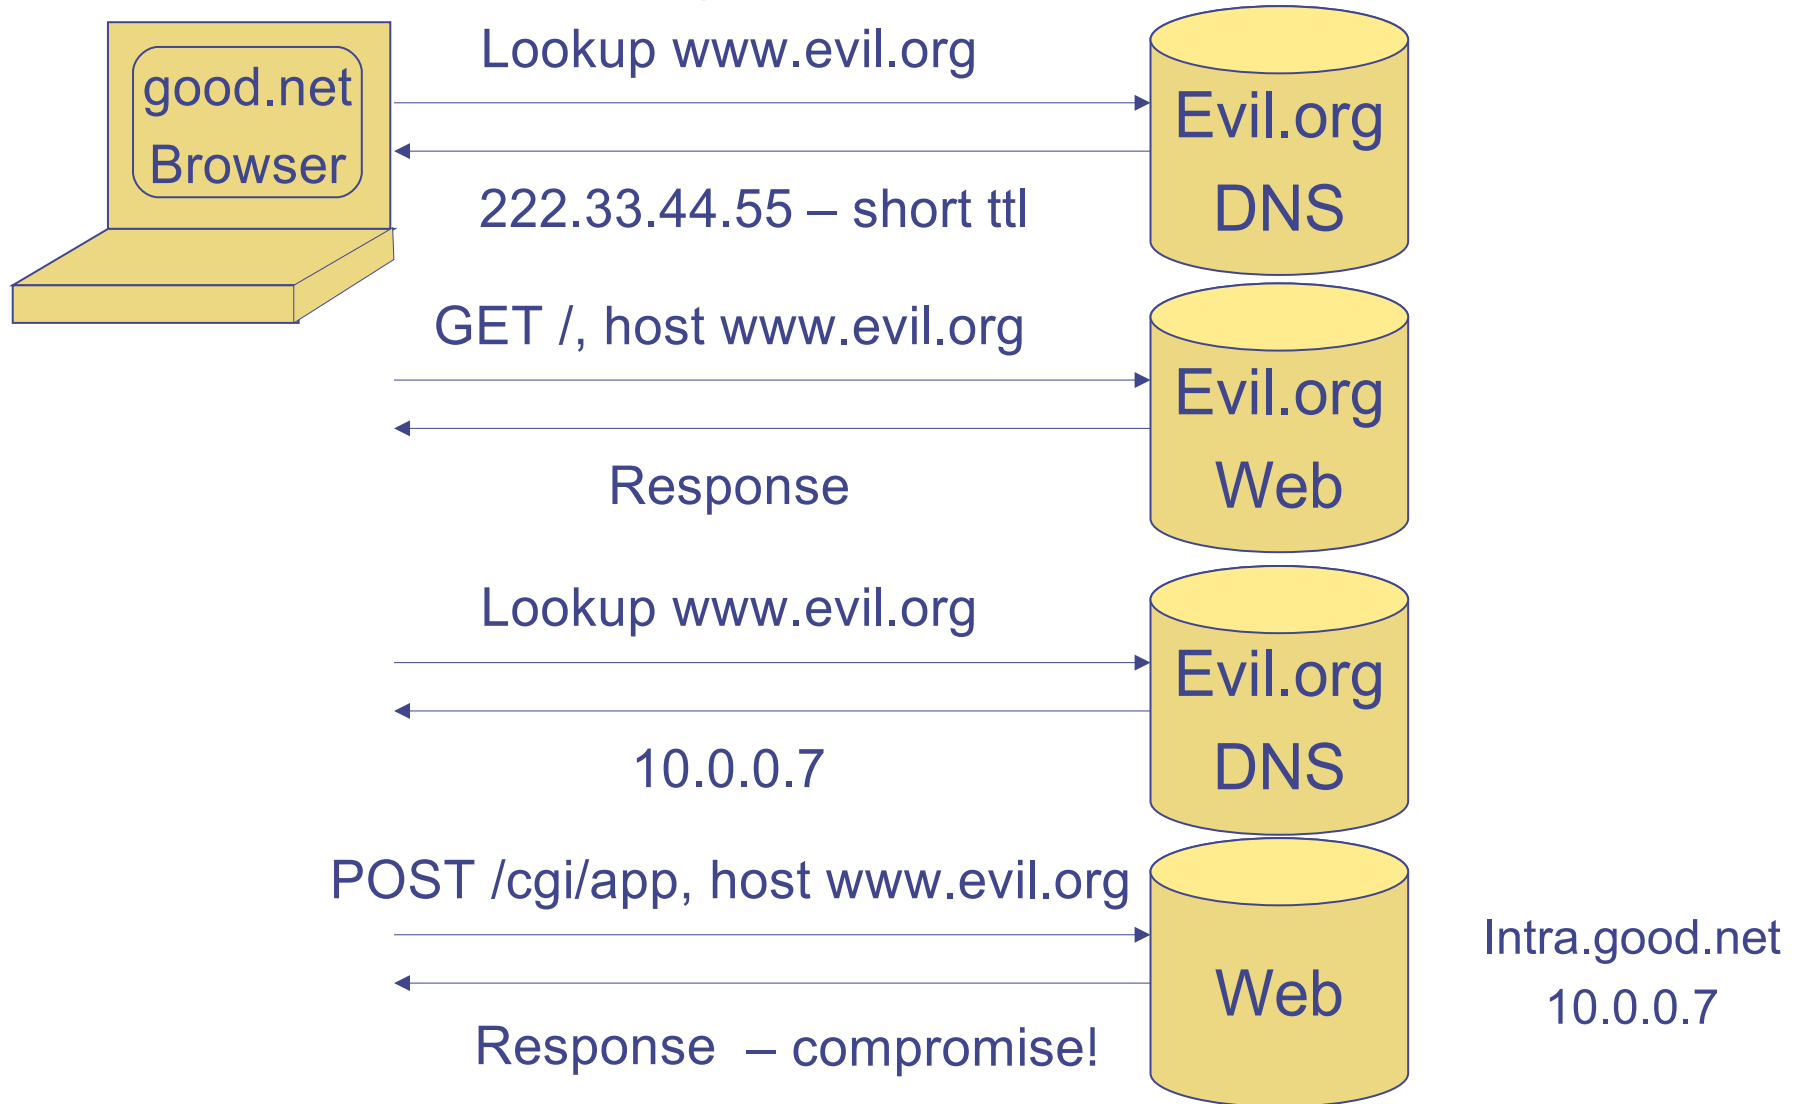 Lookup www.evil.org
good.net
Browser
Evil.org
DNS
222.33.44.55 – short ttl
GET /, host www.evil.org
Evil.org
Web
Response
Lookup www.evil.org
Evil.org
DNS
10.0.0.7
POST /cgi/app, host www.evil.org
Web
Intra.good.net
10.0.0.7
Response – compromise!